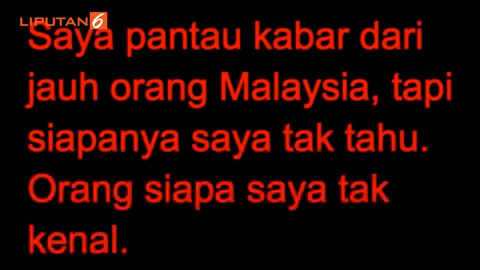 LIPUTAN 6
Saya pantau kabar dari
jauh orang Malaysia, tapi
siapanya saya tak tahu.
Orang siapa saya tak
kenal.